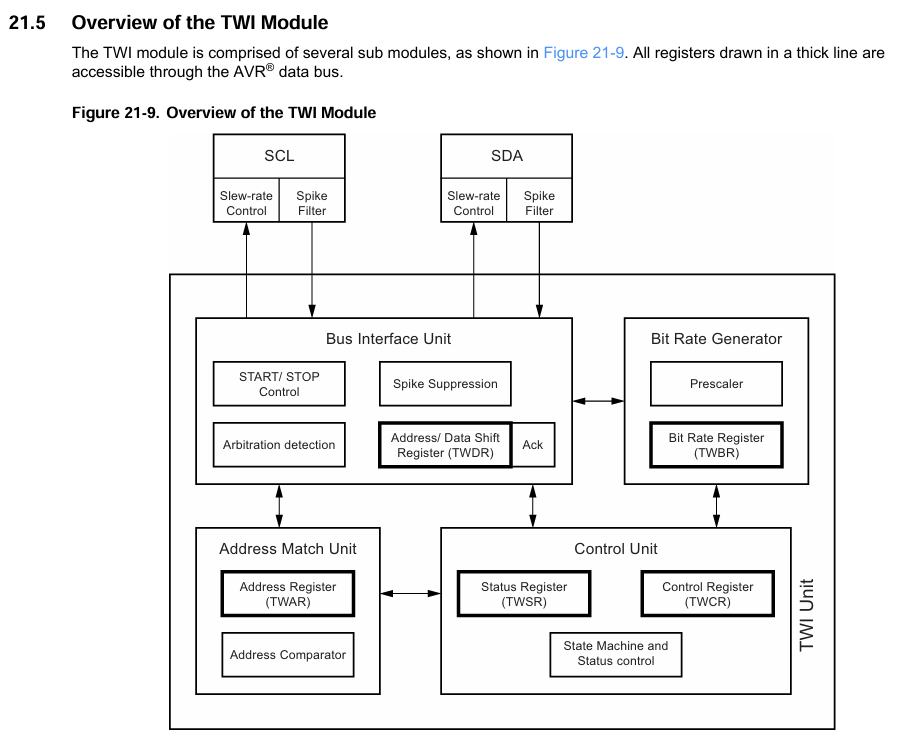 21.5 Overview of the TWI Module
The TWI module is comprised of several sub modules, as shown in Figure 21-9. All registers drawn in a thick line are
accessible through the AVR® data bus.
Figure 21-9. Overview of the TWI Module
SCL
Slew-rate
Control
Spike
Filter
SDA
Slew-rate
Control
Spike
Filter
Bus Interface Unit
START/ STOP
Control
Spike Suppression
Arbitration detection
Address/ Data Shift
Register (TWDR)
Ack
Bit Rate Generator
Prescaler
Bit Rate Register
(TWBR)
Address Match Unit
Address Register
(TWAR)
Address Comparator
Control Unit
Status Register
(TWSR)
Control Register
(TWCR)
State Machine and
Status control
TWI Unit